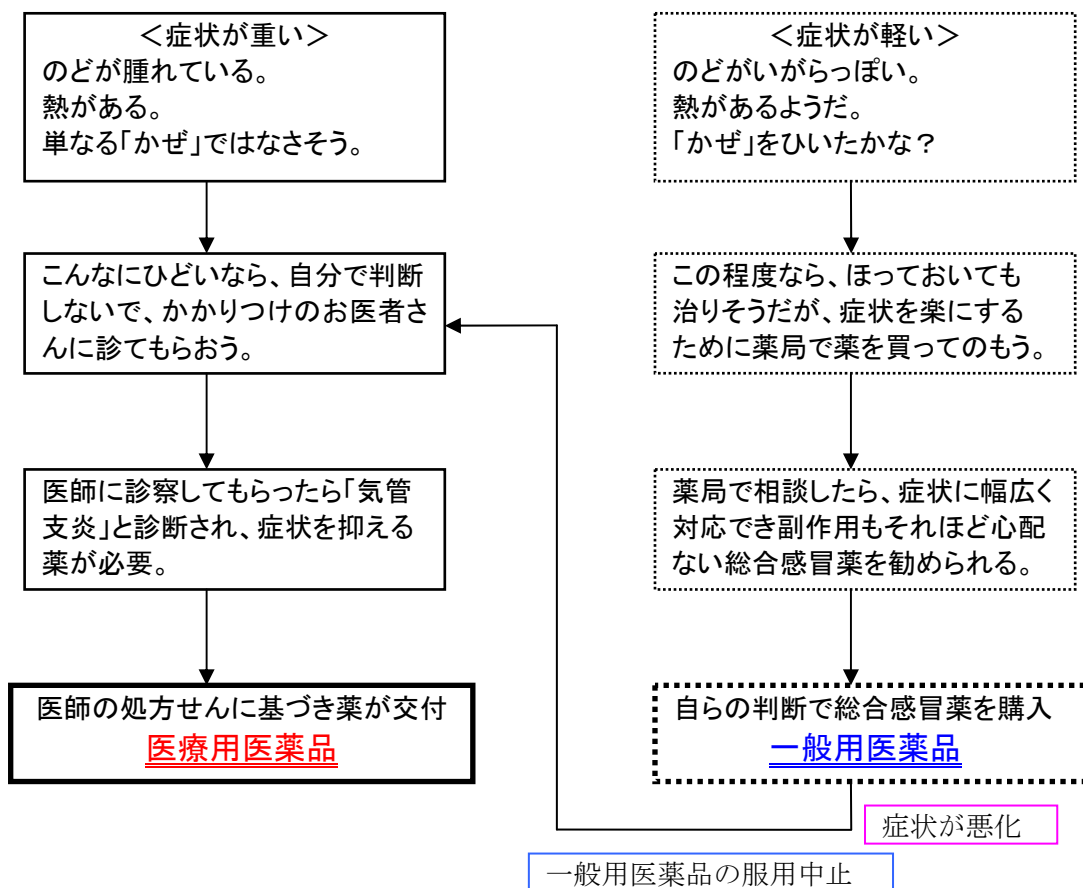 ＜症状が重い＞
のどが腫れている。
熱がある。
単なる「かぜ」ではなさそう。
こんなにひどいなら、自分で判断
しないで、かかりつけのお医者さ
んに診てもらおう。
医師に診察してもらったら「気管
支炎」と診断され、症状を抑える
薬が必要。
医師の処方せんに基づき薬が交付
医療用医薬品
＜症状が軽い＞
のどがいがらっぽい。
熱があるようだ。
「かぜ」をひいたかな？
この程度なら、ほっておいても
治りそうだが、症状を楽にする
ために薬局で薬を買ってのもう。
薬局で相談したら、症状に幅広く
対応でき副作用もそれほど心配
ない総合感冒薬を勧められる。
自らの判断で総合感冒薬を購入
一般用医薬品
症状が悪化
一般用医薬品の服用中止